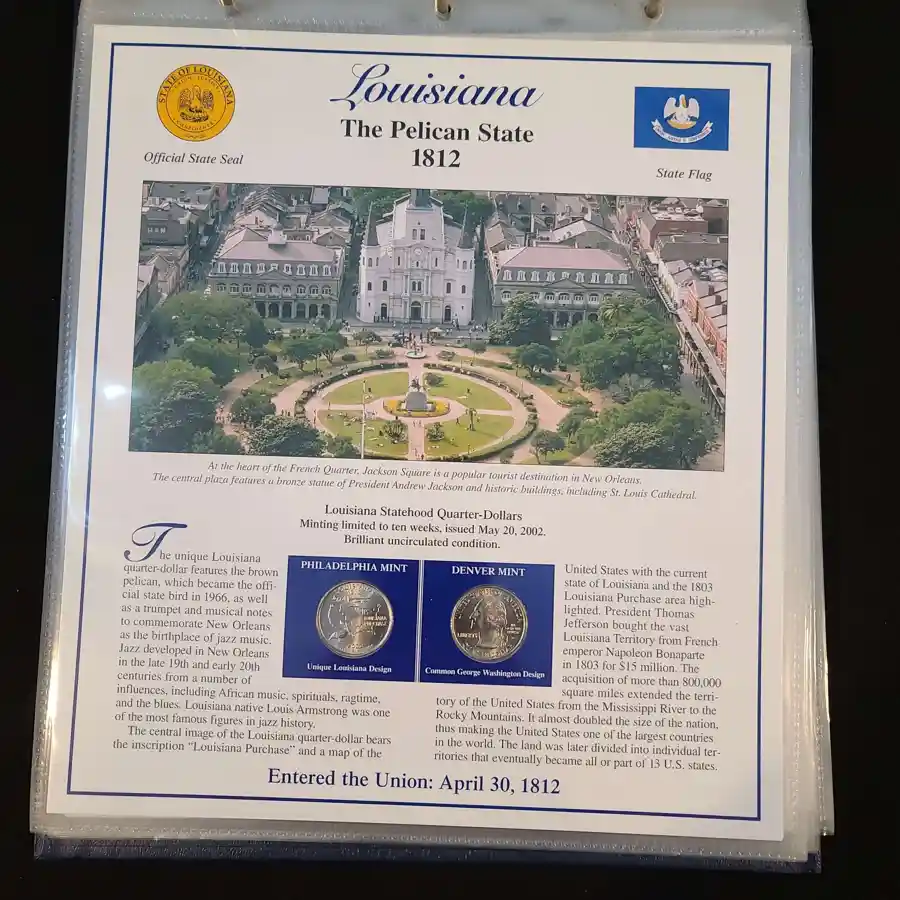 STATE OF LOUISIANA
UNION JUSTICE
CONFIDENCE
Louisiana
The Pelican State
1812
Official State Seal
State Flag
At the heart of the French Quarter, Jackson Square is a popular tourist destination in New Orleans.
The central plaza features a bronze statue of President Andrew Jackson and historic buildings, including St. Louis Cathedral.
Louisiana Statehood Quarter-Dollars
Minting limited to ten weeks, issued May 20, 2002.
Brilliant uncirculated condition.
The unique Louisiana
quarter-dollar features the brown
pelican, which became the offi-
cial state bird in 1966, as well
as a trumpet and musical notes
to commemorate New Orleans
as the birthplace of jazz music.
Jazz developed in New Orleans
in the late 19th and early 20th
centuries from a number of
influences, including African music, spirituals, ragtime,
and the blues. Louisiana native Louis Armstrong was one
of the most famous figures in jazz history.
The central image of the Louisiana quarter-dollar bears
the inscription “Louisiana Purchase” and a map of the
PHILADELPHIA MINT
Unique Louisiana Design
DENVER MINT
LIBERTY
Common George Washington Design
United States with the current
state of Louisiana and the 1803
Louisiana Purchase area high-
lighted. President Thomas
Jefferson bought the vast
Louisiana Territory from French
emperor Napoleon Bonaparte
in 1803 for $15 million. The
acquisition of more than 800,000
square miles extended the terri-
tory of the United States from the Mississippi River to the
Rocky Mountains. It almost doubled the size of the nation,
thus making the United States one of the largest countries
in the world. The land was later divided into individual ter-
ritories that eventually became all or part of 13 U.S. states.
Entered the Union: April 30, 1812